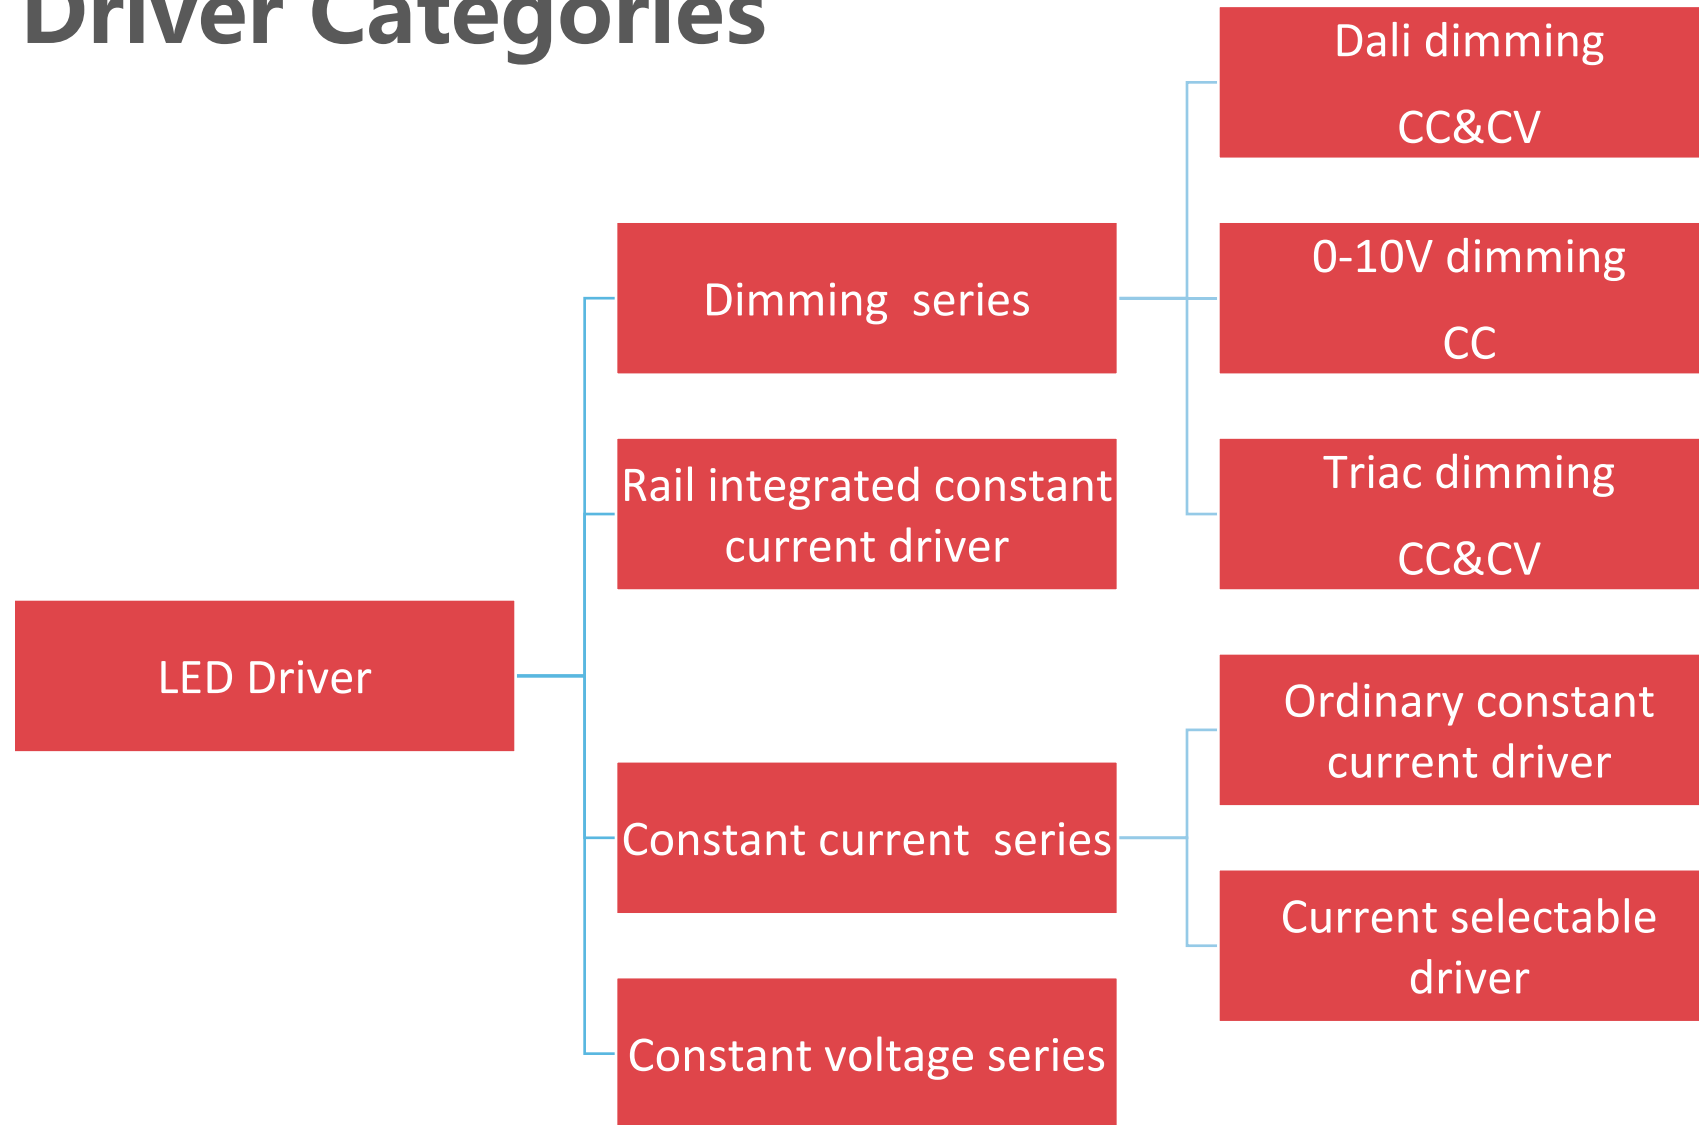 Driver Categories
Dali dimming
CC&CV
Dimming  series
0-10V dimming
CC
Rail integrated constant
current driver
Triac dimming
CC&CV
LED Driver
Ordinary constant
current driver
Constant current  series
Current selectable
driver
Constant voltage series